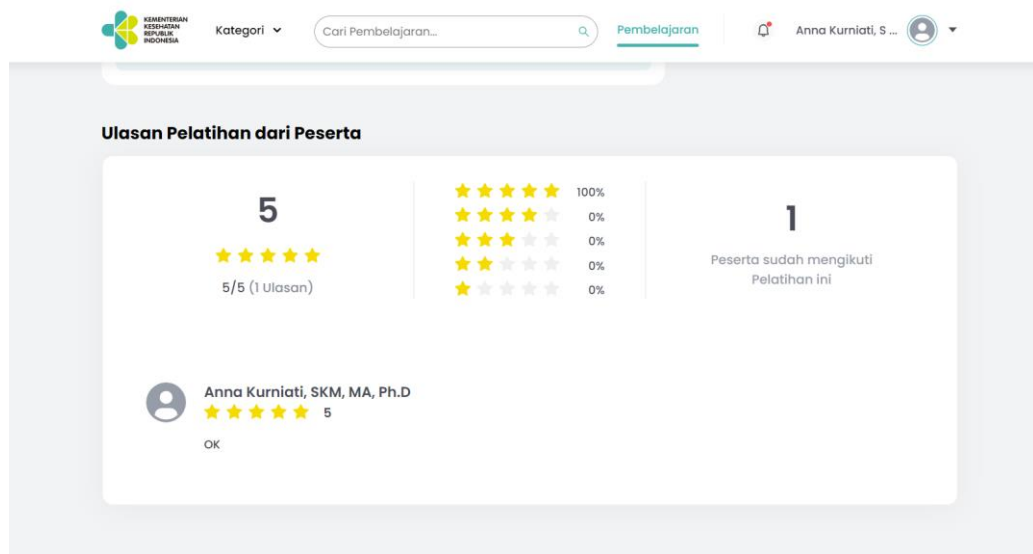 KEMENTERIAN
KESEHATAN
REPUBLIK
INDONESIA
Kategori
Cari Pembelajaran...
Pembelajaran
Anna Kurniati, S ...
Ulasan Pelatihan dari Peserta
5
5/5 (1 Ulasan)
100%
0%
0%
0%
0%
1
Peserta sudah mengikuti
Pelatihan ini
Anna Kurniati, SKM, MA, Ph.D
5
OK